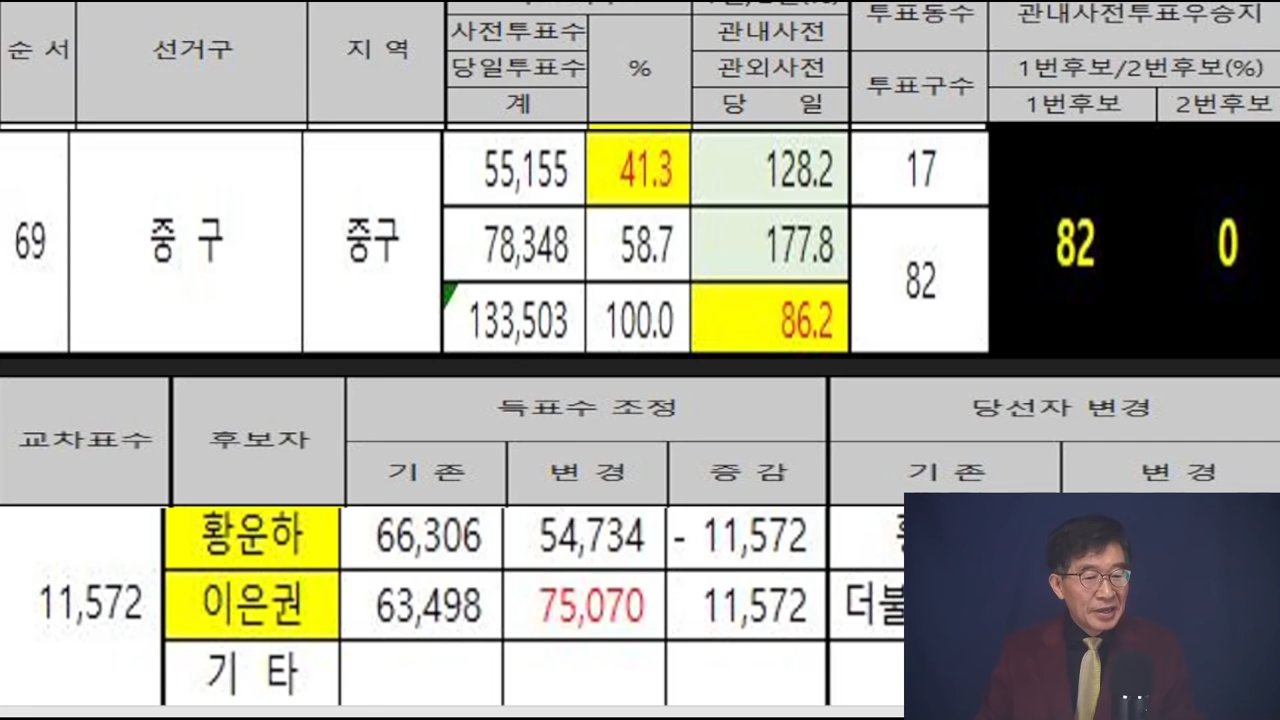 순 서
선거구
지 역
사전투표수
당일투표수
계
%
관내사전
관외사전
당 일
투표동수
투표구수
관내사전투표우승지
1번후보/2번후보(%)
1번후보 2번후보
69
중 구
중구
55,155 41.3 128.2 17
78,348 58.7 177.8
133,503 100.0 86.2
82
82 0
교차표수
후보자
득표수 조정
당선자 변경
기 존 변 경 증 감 기 존 변 경
11,572
황운하 66,306 54,734 - 11,572
이은권 63,498 75,070 11,572 더불
기 타